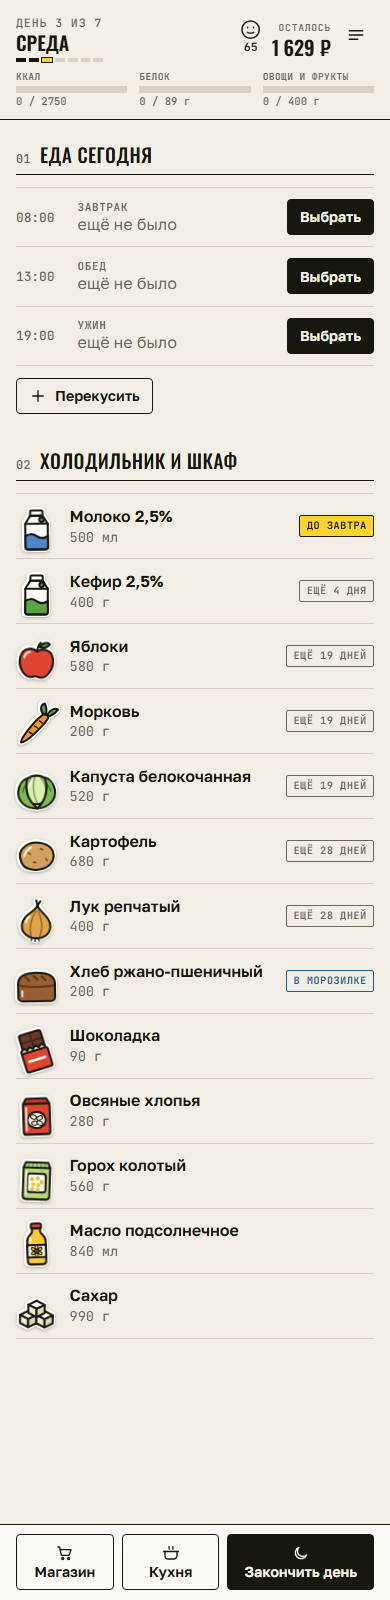 ДЕНЬ 3 ИЗ 7
СРЕДА
65
ОСТАЛОСЬ
1 629 ₽
ККАЛ
0 / 2750
БЕЛОК
0 / 89 г
ОВОЩИ И ФРУКТЫ
0 / 400 г
01 ЕДА СЕГОДНЯ
08:00
ЗАВТРАК
ещё не было
Выбрать
13:00
ОБЕД
ещё не было
Выбрать
19:00
УЖИН
ещё не было
Выбрать
Перекусить
02 ХОЛОДИЛЬНИК И ШКАФ
Молоко 2,5%
500 мл
ДО ЗАВТРА
Кефир 2,5%
400 г
ЕЩЁ 4 ДНЯ
Яблоки
580 г
ЕЩЁ 19 ДНЕЙ
Морковь
200 г
ЕЩЁ 19 ДНЕЙ
Капуста белокочанная
520 г
ЕЩЁ 19 ДНЕЙ
Картофель
680 г
ЕЩЁ 28 ДНЕЙ
Лук репчатый
400 г
ЕЩЁ 28 ДНЕЙ
Хлеб ржано-пшеничный
200 г
В МОРОЗИЛКЕ
Шоколадка
90 г
Овсяные хлопья
280 г
Горох колотый
560 г
Масло подсолнечное
840 мл
Сахар
990 г
Магазин
Кухня
Закончить день